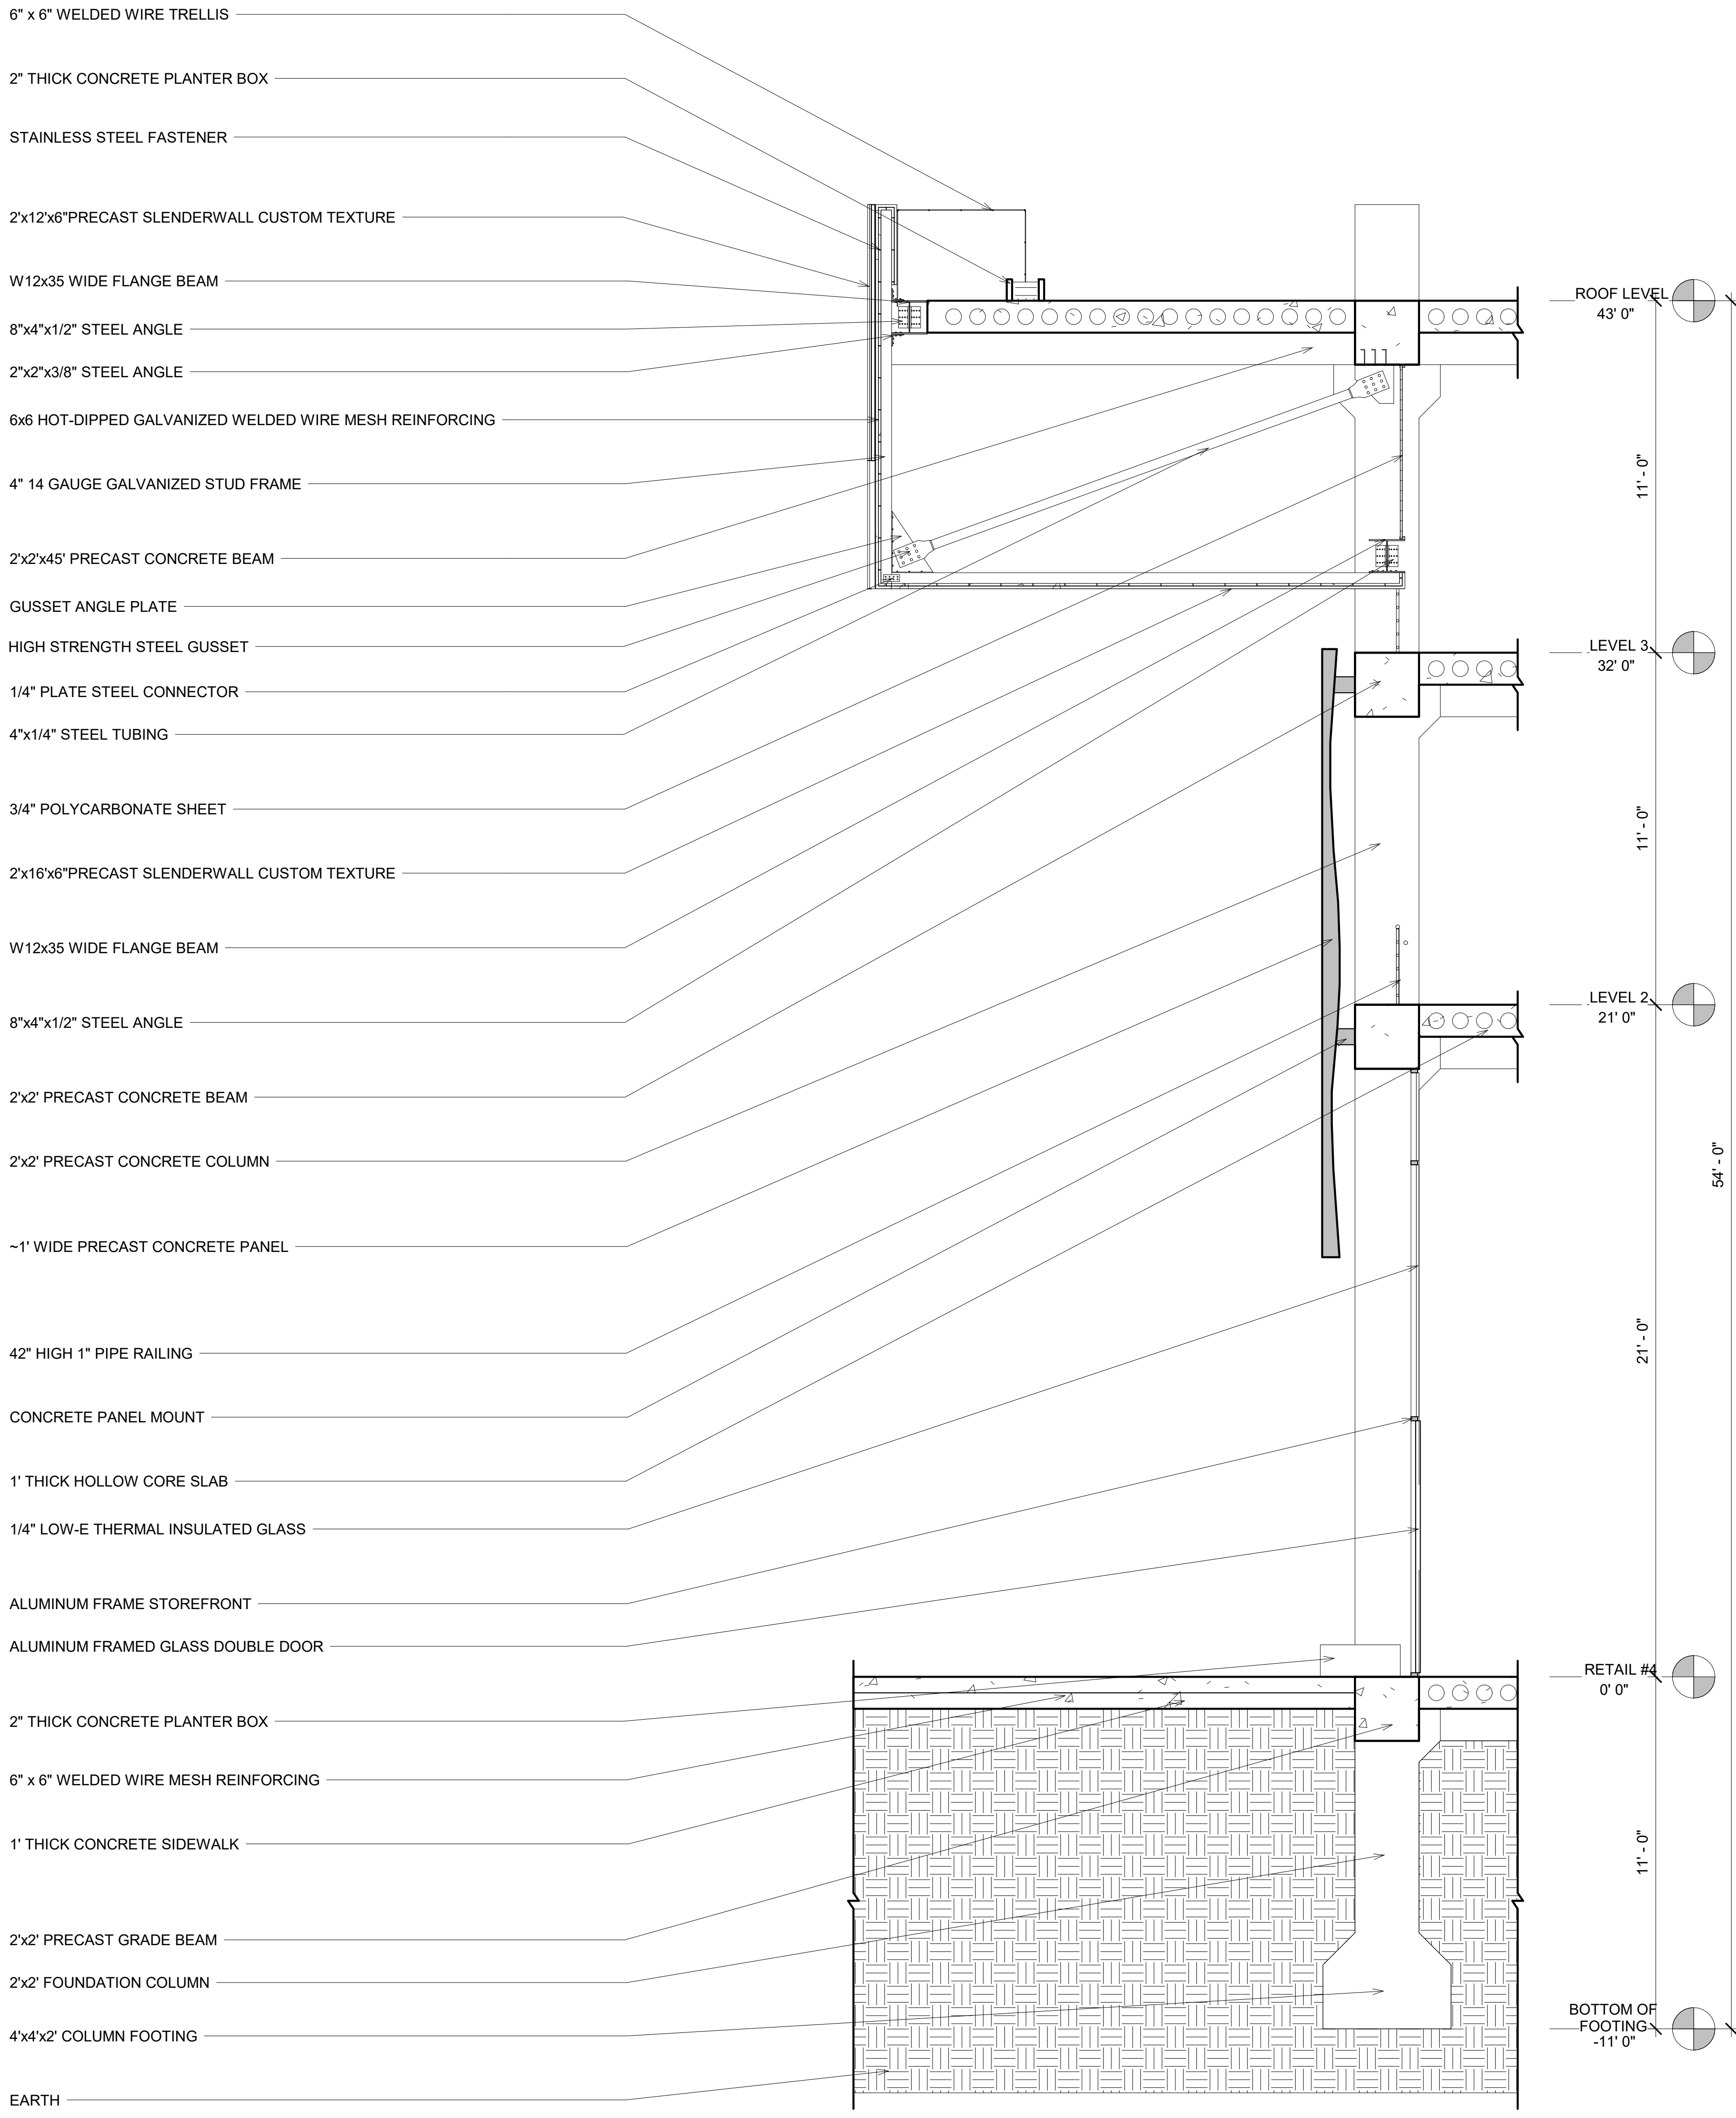 6" x 6" WELDED WIRE TRELLIS
2" THICK CONCRETE PLANTER BOX
STAINLESS STEEL FASTENER
2'x12'x6"PRECAST SLENDERWALL CUSTOM TEXTURE
W12x35 WIDE FLANGE BEAM
8"x4"x1/2" STEEL ANGLE
2"x2"x3/8" STEEL ANGLE
6x6 HOT-DIPPED GALVANIZED WELDED WIRE MESH REINFORCING
4" 14 GAUGE GALVANIZED STUD FRAME
2'x2'x45' PRECAST CONCRETE BEAM
GUSSET ANGLE PLATE
HIGH STRENGTH STEEL GUSSET
1/4" PLATE STEEL CONNECTOR
4"x1/4" STEEL TUBING
3/4" POLYCARBONATE SHEET
2'x16'x6"PRECAST SLENDERWALL CUSTOM TEXTURE
W12x35 WIDE FLANGE BEAM
8"x4"x1/2" STEEL ANGLE
2'x2' PRECAST CONCRETE BEAM
2'x2' PRECAST CONCRETE COLUMN
~1' WIDE PRECAST CONCRETE PANEL
42" HIGH 1" PIPE RAILING
CONCRETE PANEL MOUNT
1' THICK HOLLOW CORE SLAB
1/4" LOW-E THERMAL INSULATED GLASS
ALUMINUM FRAME STOREFRONT
ALUMINUM FRAMED GLASS DOUBLE DOOR
2" THICK CONCRETE PLANTER BOX
6" x 6" WELDED WIRE MESH REINFORCING
1' THICK CONCRETE SIDEWALK
2'x2' PRECAST GRADE BEAM
2'x2' FOUNDATION COLUMN
4'x4'x2' COLUMN FOOTING
EARTH
ROOF LEVEL
43' 0"
11' - 0"
LEVEL 3
32' 0"
11' - 0"
LEVEL 2
21' 0"
54' - 0"
21' - 0"
RETAIL #4
0' 0"
11' - 0"
BOTTOM OF
FOOTING
-11' 0"